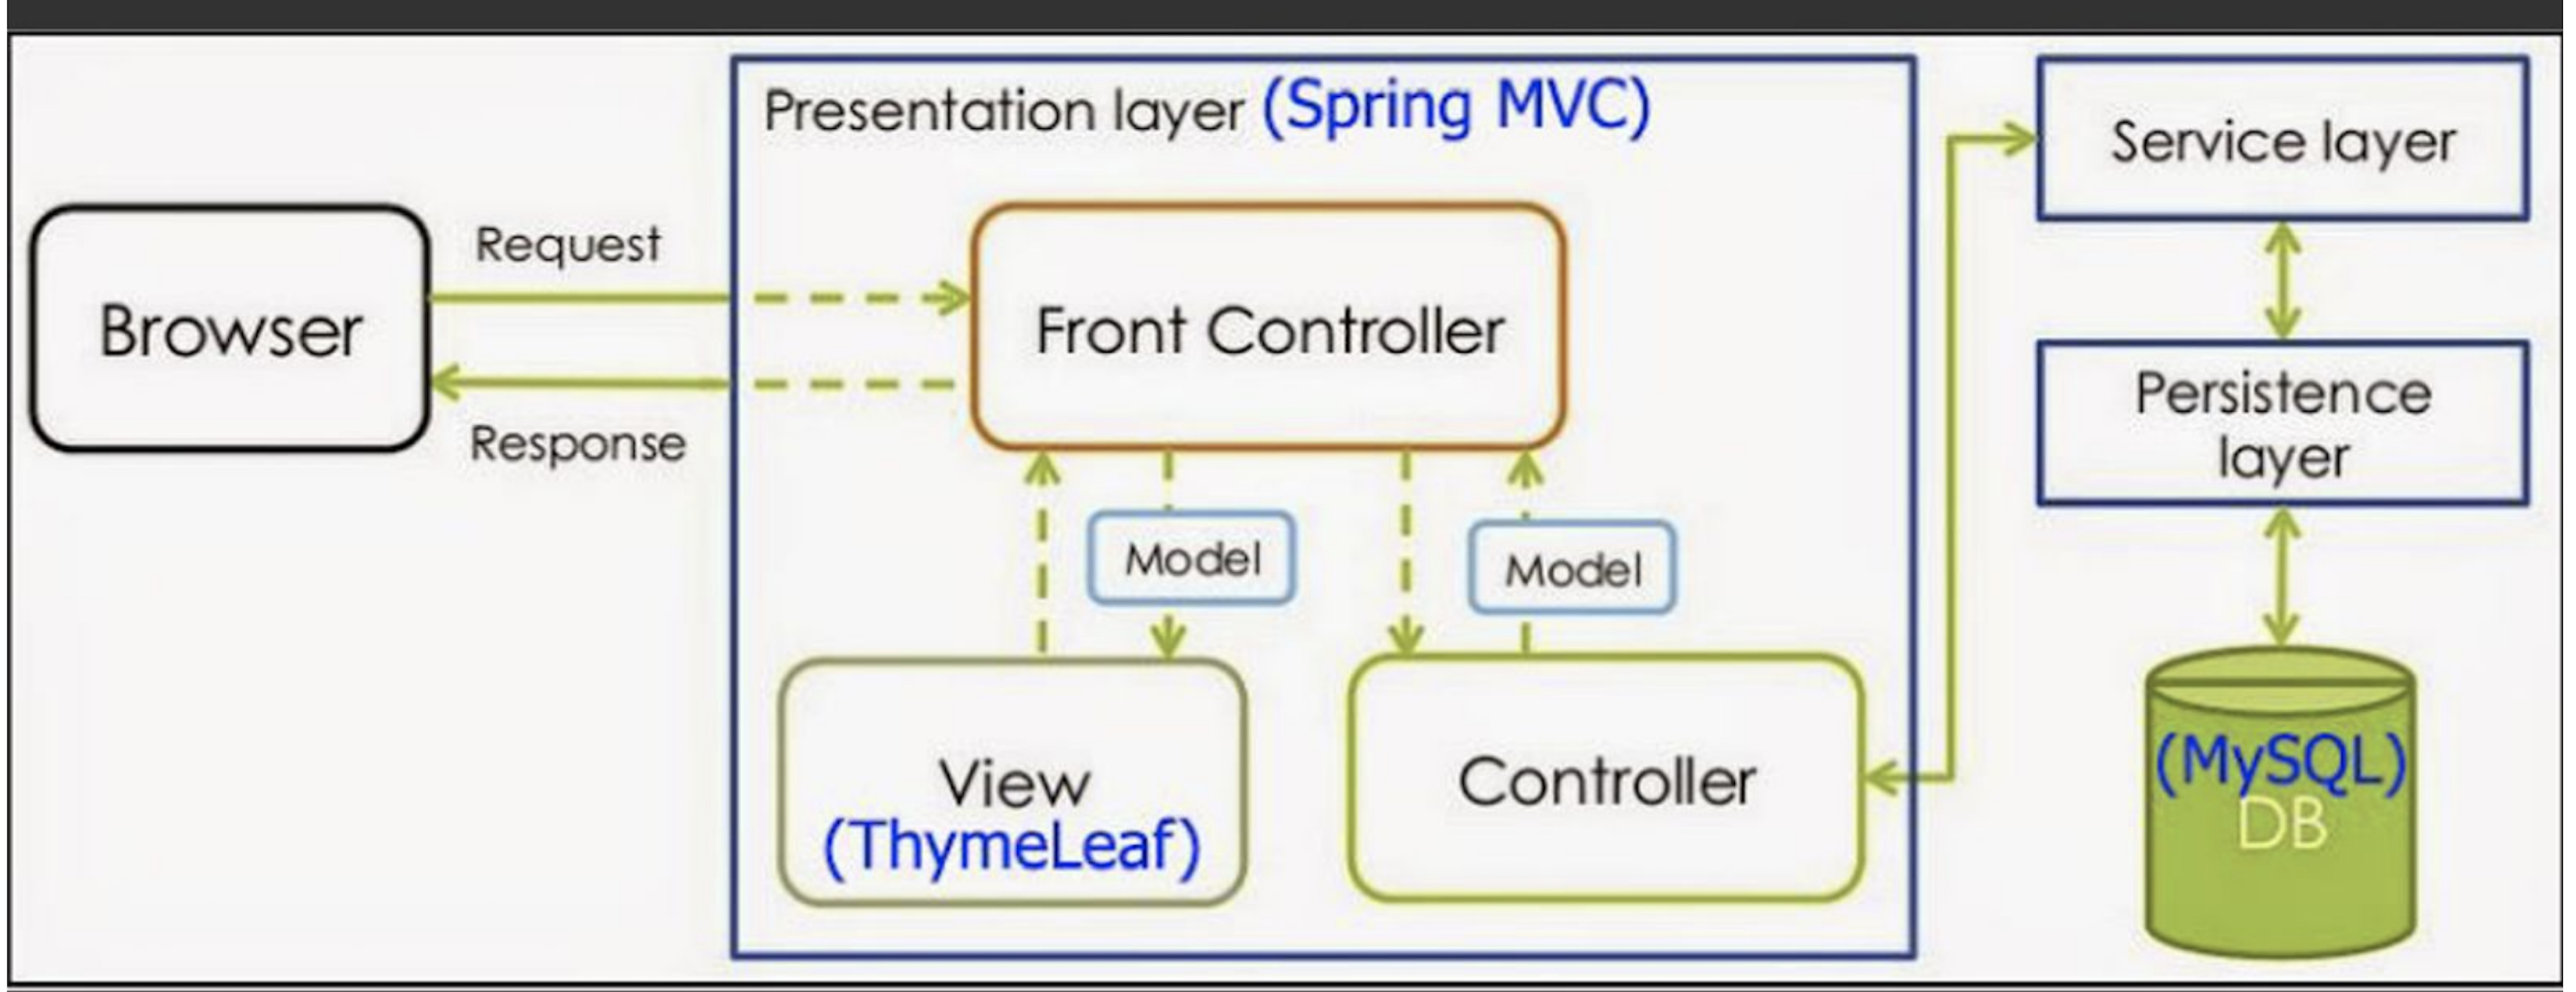 Presentation layer (Spring MVC)
Browser
Request
Response
Front Controller
Model
Model
View
(ThymeLeaf)
Controller
Service layer
Persistence
layer
(MySQL)
DB